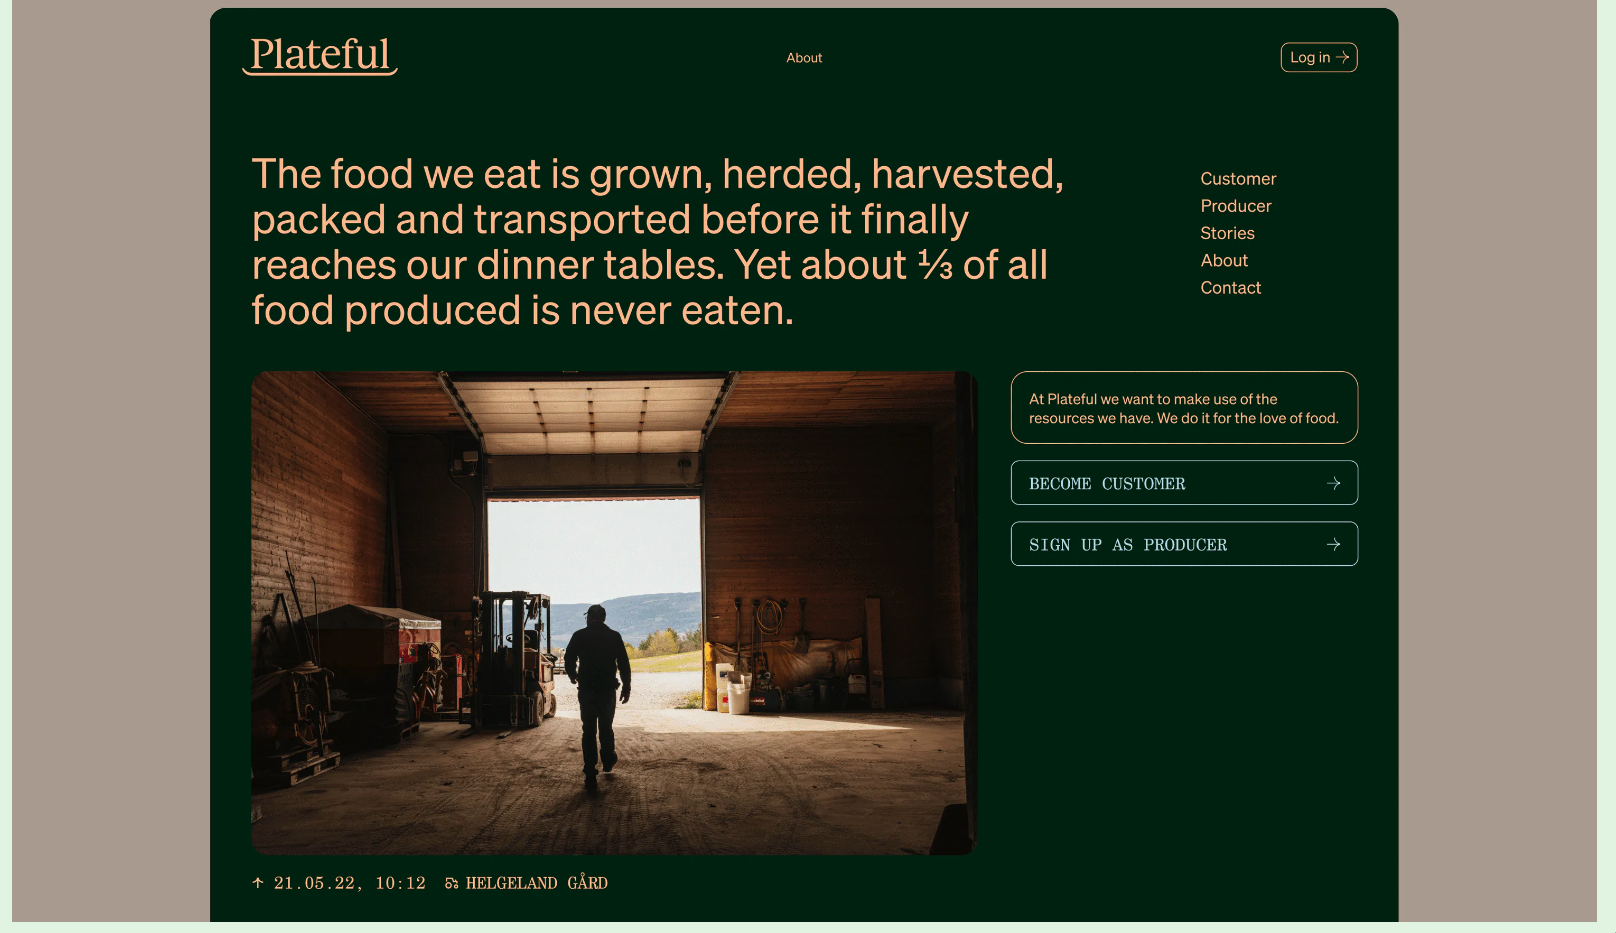 Plateful
About
Log in →
The food we eat is grown, herded, harvested,
packed and transported before it finally
reaches our dinner tables. Yet about ⅓ of all
food produced is never eaten.
Customer
Producer
Stories
About
Contact
At Plateful we want to make use of the
resources we have. We do it for the love of food.
BECOME CUSTOMER →
SIGN UP AS PRODUCER →
↑ 21.05.22, 10:12 HELGELAND GÅRD